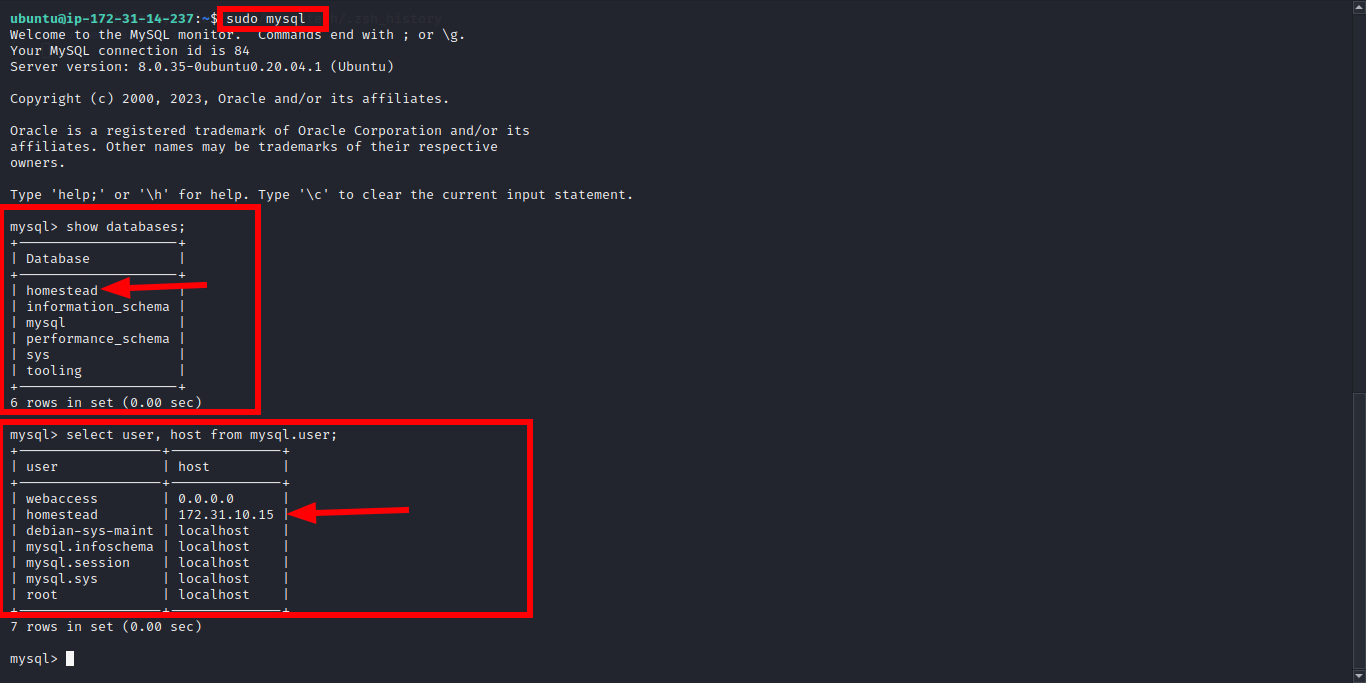 ubuntu@ip-172-31-14-237:~$ sudo mysql /.zsh_history
Welcome to the MySQL monitor.  Commands end with ; or \g.
Your MySQL connection id is 84
Server version: 8.0.35-0ubuntu0.20.04.1 (Ubuntu)
Copyright (c) 2000, 2023, Oracle and/or its affiliates.
Oracle is a registered trademark of Oracle Corporation and/or its
affiliates. Other names may be trademarks of their respective
owners.
Type 'help;' or '\h' for help. Type '\c' to clear the current input statement.
mysql> show databases;
| Database           |
| homestead          |
| information_schema |
| mysql              |
| performance_schema |
| sys                |
| tooling            |
6 rows in set (0.00 sec)
mysql> select user, host from mysql.user;
| user             | host         |
| webaccess        | 0.0.0.0      |
| homestead        | 172.31.10.15 |
| debian-sys-maint | localhost    |
| mysql.infoschema | localhost    |
| mysql.session    | localhost    |
| mysql.sys        | localhost    |
| root             | localhost    |
7 rows in set (0.00 sec)
mysql>